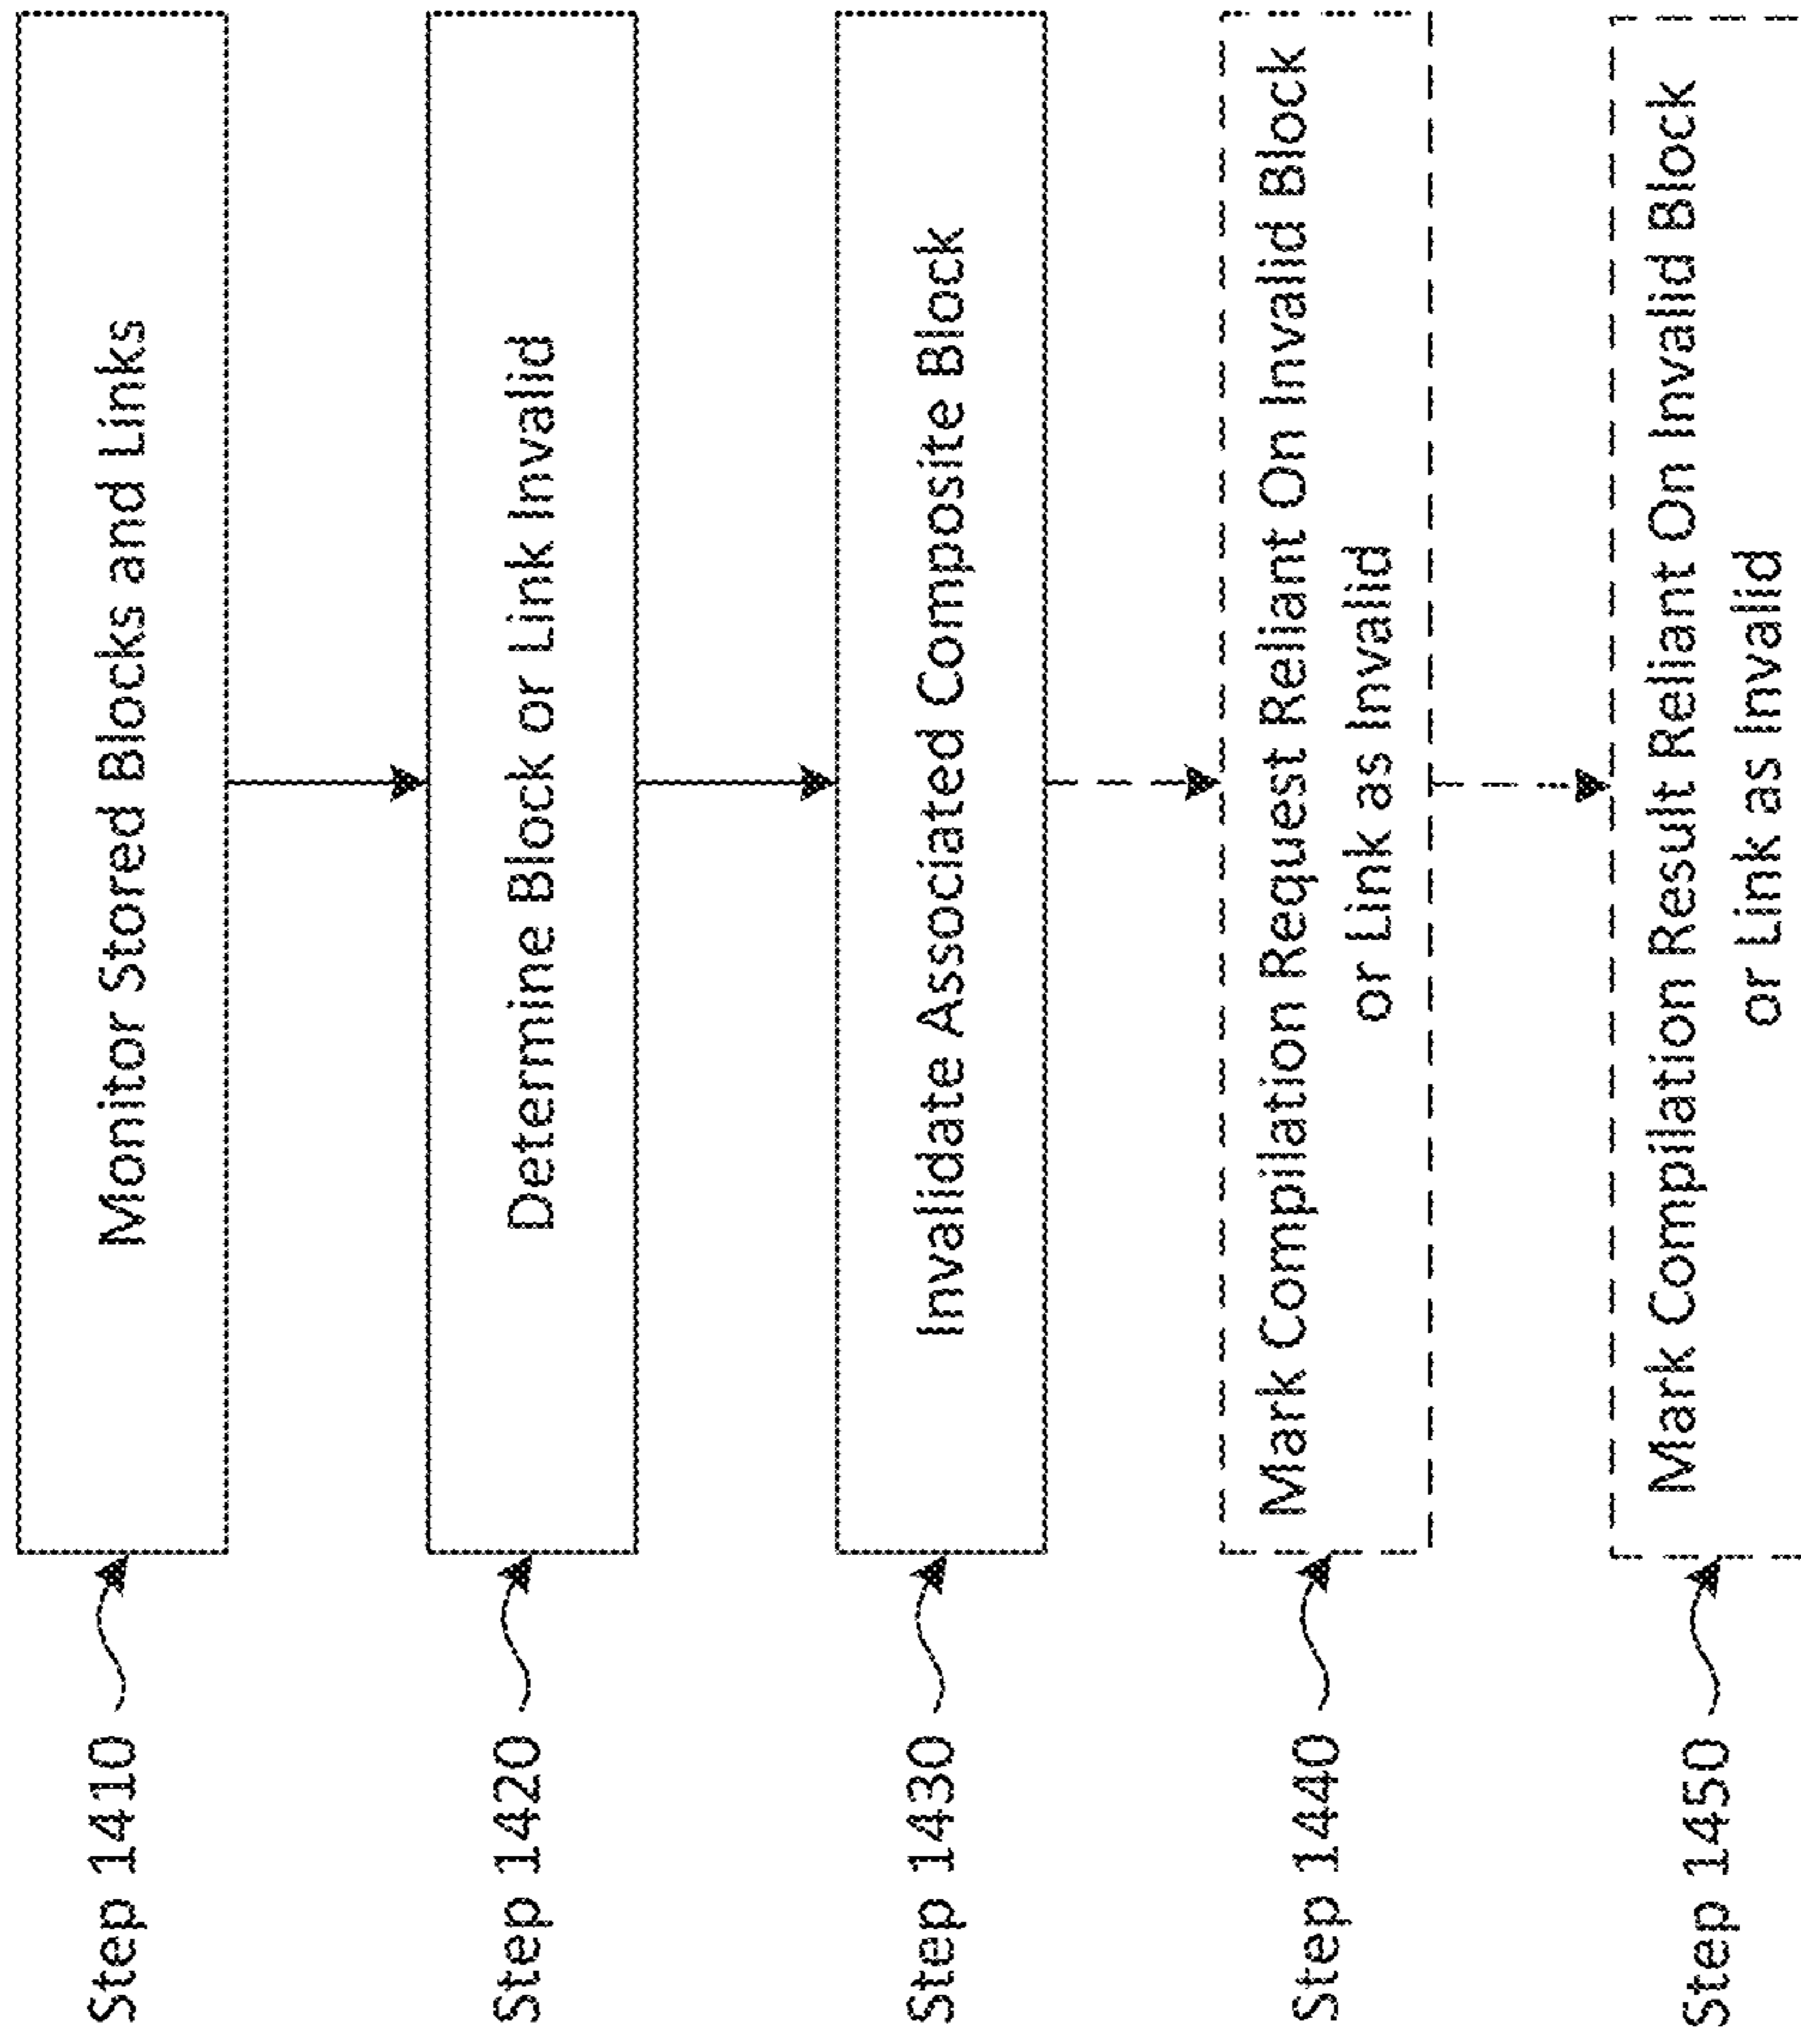 Step 1410
Monitor Stored Blocks and Links
Step 1420
Determine Block or Link Invalid
Step 1430
Invalidate Associated Composite Block
Step 1440
Mark Compilation Request Reliant On Invalid Block
or Link as Invalid
Step 1450
Mark Compilation Result Reliant On Invalid Block
or Link as Invalid